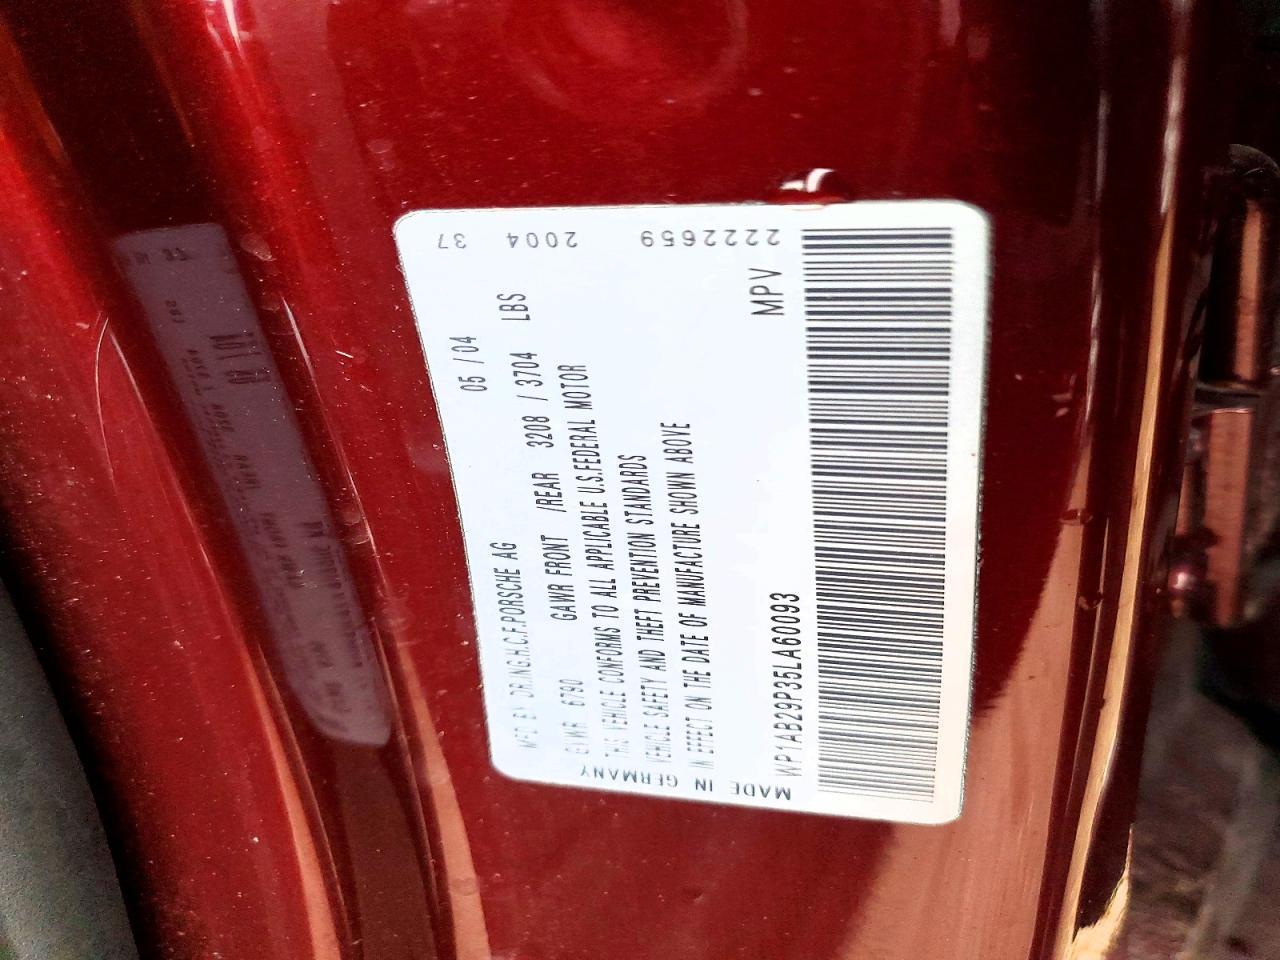 MFD BY DR.ING.H.C.F.PORSCHE AG 05 /04
GVWR 6790 GAWR FRONT /REAR 3208 / 3704 LBS
THIS VEHICLE CONFORMS TO ALL APPLICABLE U.S.FEDERAL MOTOR
VEHICLE SAFETY AND THEFT PREVENTION STANDARDS
IN EFFECT ON THE DATE OF MANUFACTURE SHOWN ABOVE
WP1AB29P35LA60093 MPV
MADE IN GERMANY
2222659 2004 37